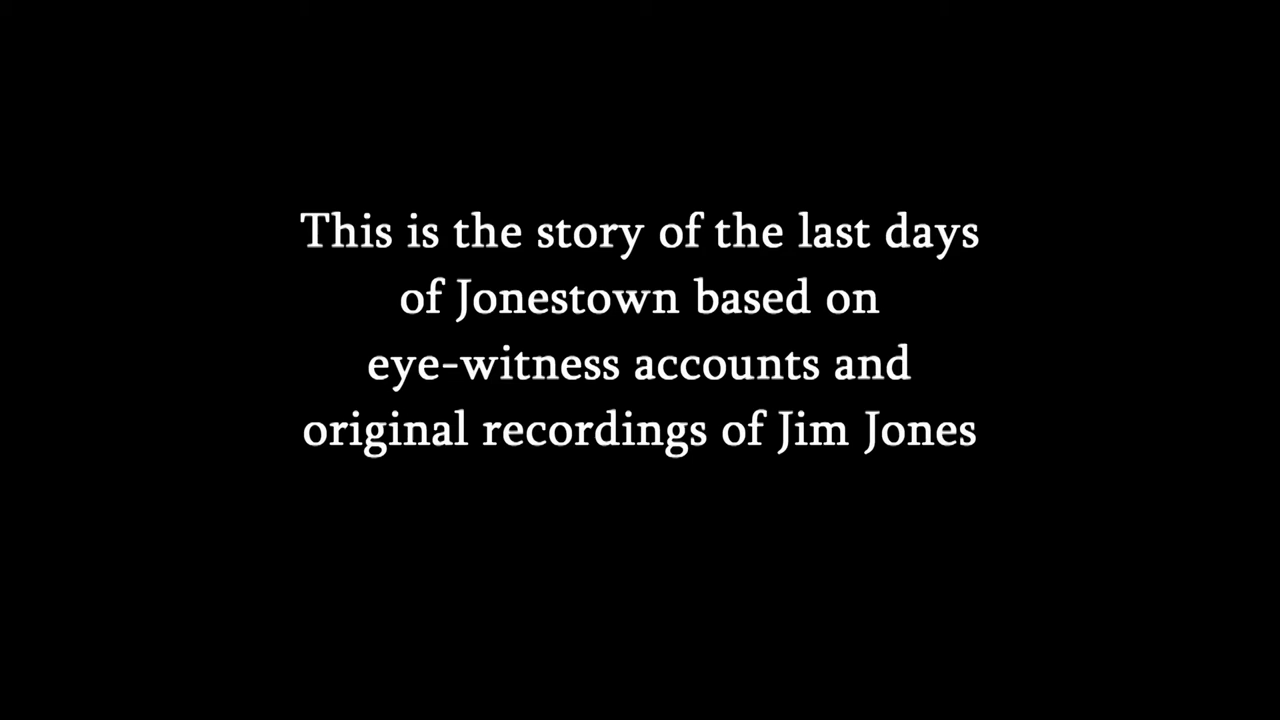 This is the story of the last days
of Jonestown based on
eye-witness accounts and
original recordings of Jim Jones